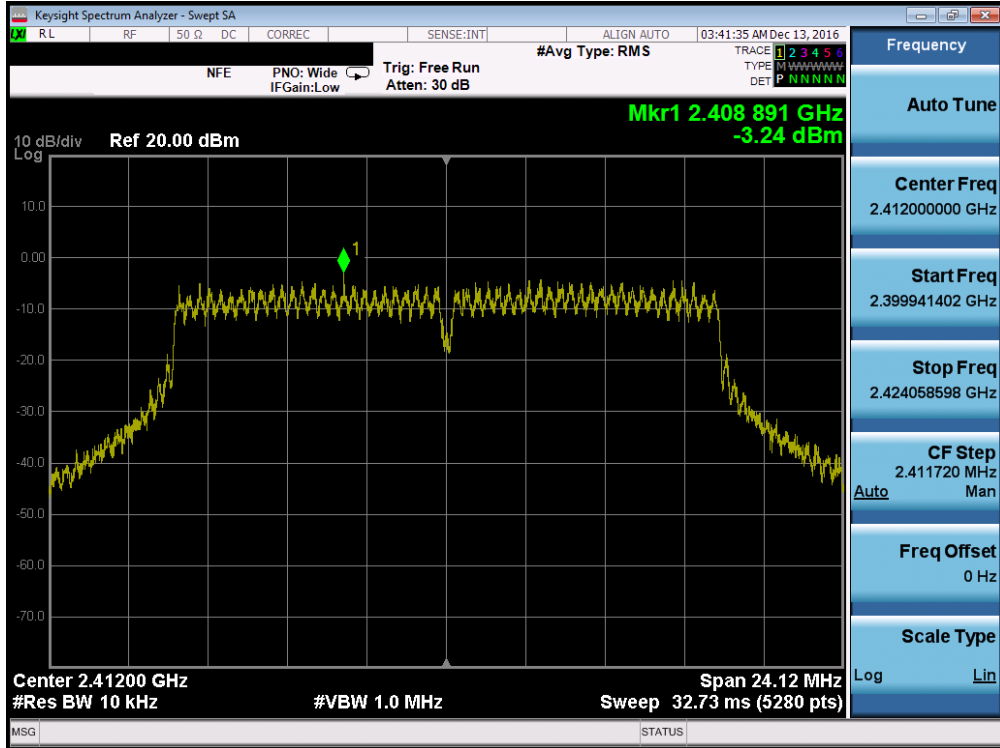 Keysight Spectrum Analyzer - Swept SA
LXI RL RF 50 Ω DC CORREC SENSE:INT ALIGN AUTO 03:41:35 AM Dec 13, 2016
#Avg Type: RMS TRACE 1 2 3 4 5 6
NFE PNO: Wide Trig: Free Run TYPE M WWWWW
IFGain:Low Atten: 30 dB DET P N N N N N
Mkr1 2.408 891 GHz
-3.24 dBm
10 dB/div Ref 20.00 dBm
Log
10.0
1
0.00
-10.0
-20.0
-30.0
-40.0
-50.0
-60.0
-70.0
Center 2.41200 GHz Span 24.12 MHz
#Res BW 10 kHz #VBW 1.0 MHz Sweep 32.73 ms (5280 pts)
MSG STATUS
Frequency
Auto Tune
Center Freq
2.412000000 GHz
Start Freq
2.399941402 GHz
Stop Freq
2.424058598 GHz
CF Step
2.411720 MHz
Auto Man
Freq Offset
0 Hz
Scale Type
Log Lin